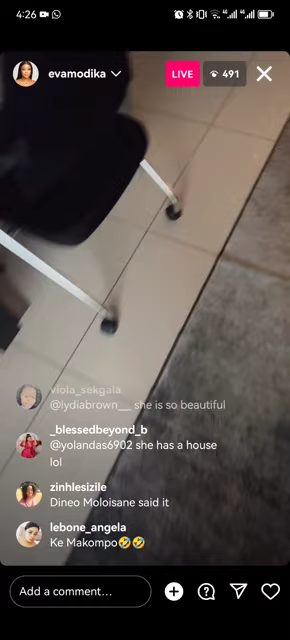 4:26
evamodika
LIVE
491
viola_sekgala
@lydiabrown__ she is so beautiful
_blessedbeyond_b
@yolandas6902 she has a house
lol
zinhlesizile
Dineo Moloisane said it
lebone_angela
Ke Makompo🤣🤣
Add a comment...